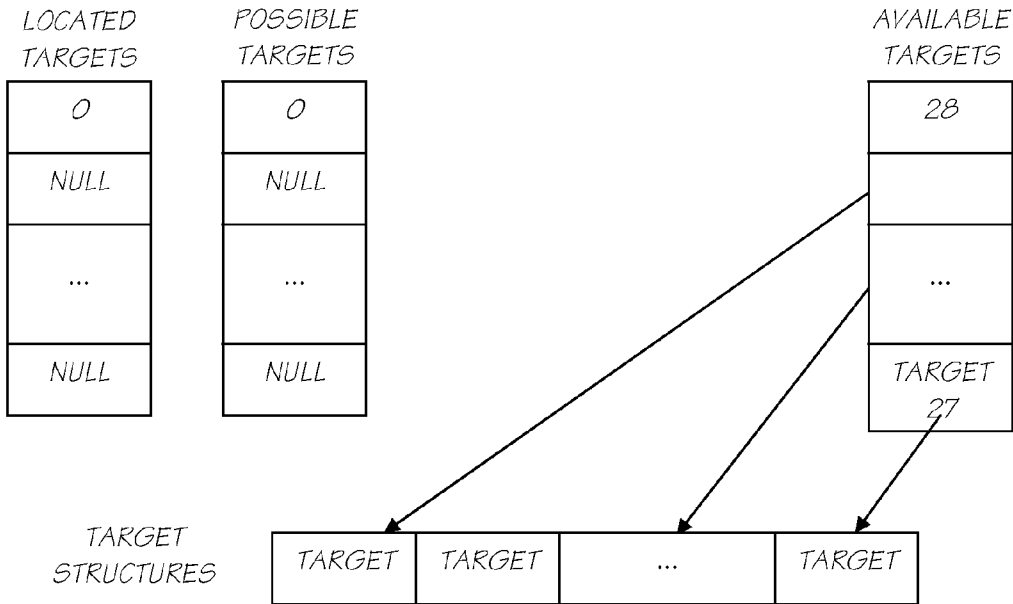 LOCATED
TARGETS
0
NULL
...
NULL
POSSIBLE
TARGETS
0
NULL
...
NULL
AVAILABLE
TARGETS
28
...
TARGET
27
TARGET
STRUCTURES
TARGET
TARGET
...
TARGET